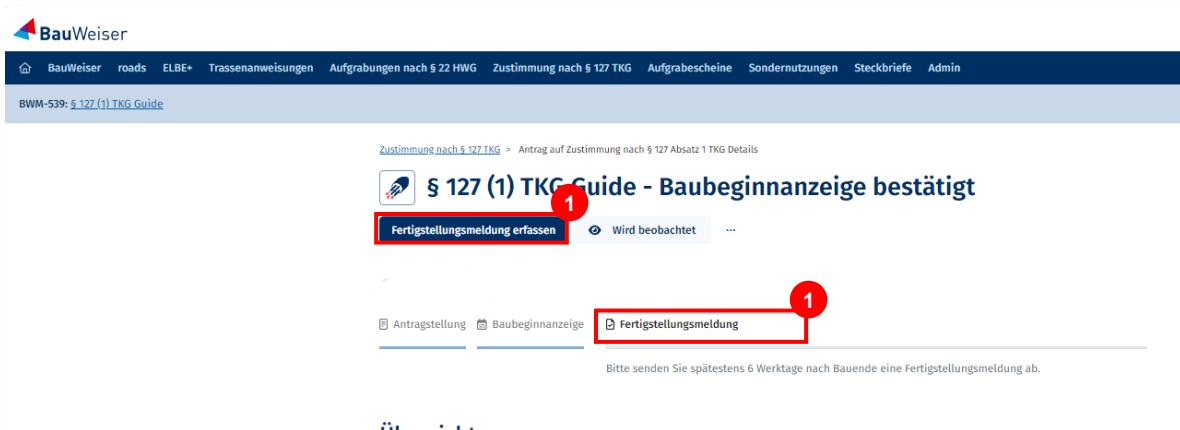 BauWeiser
BauWeiser roads ELBE+ Trassenanweisungen Aufgrabungen nach § 22 HWG Zustimmung nach § 127 TKG Aufgrabescheine Sondernutzungen Steckbriefe Admin
BWM-539: § 127 (1) TKG Guide
Zustimmung nach § 127 TKG > Antrag auf Zustimmung nach § 127 Absatz 1 TKG Details
§ 127 (1) TKG Guide - Baubeginnanzeige bestätigt
1
Fertigstellungsmeldung erfassen Wird beobachtet ...
1
Antragstellung Baubeginnanzeige Fertigstellungsmeldung
Bitte senden Sie spätestens 6 Werktage nach Bauende eine Fertigstellungsmeldung ab.